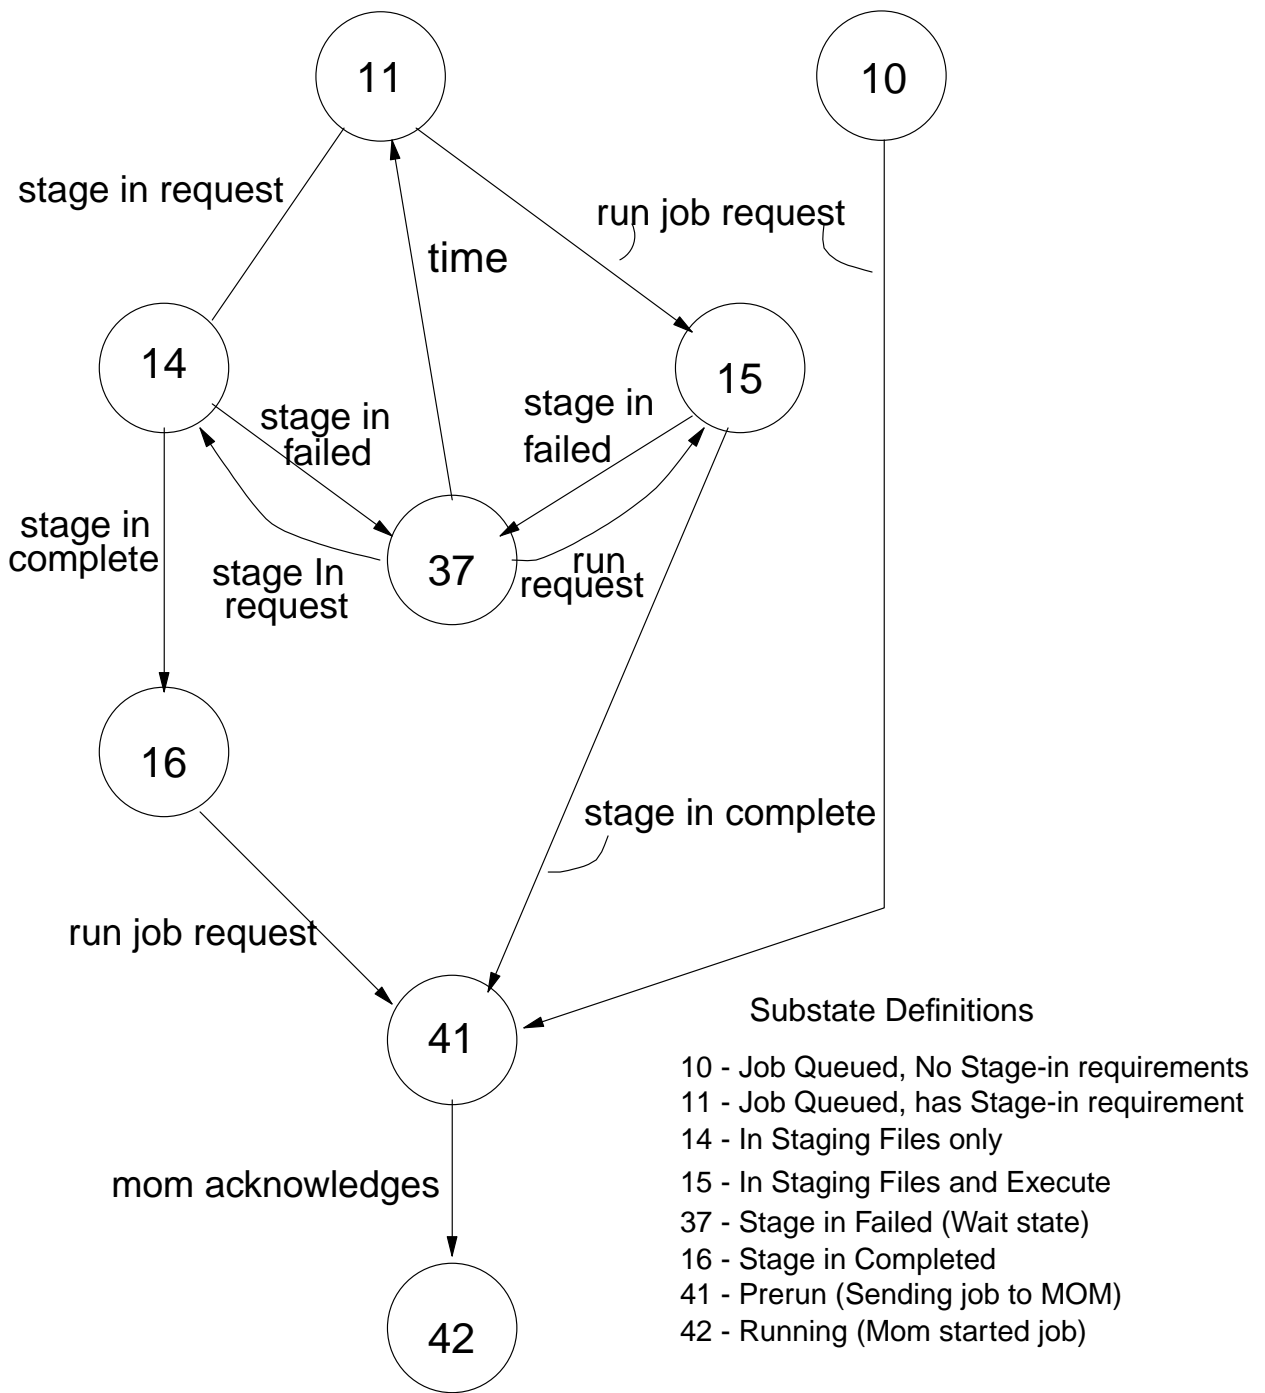 11
10
stage in request
run job request
time
14
15
stage in
failed
stage in
failed
stage in
complete
stage In
request
37
run
request
16
stage in complete
run job request
41
mom acknowledges
42
Substate Definitions
10 - Job Queued, No Stage-in requirements
11 - Job Queued, has Stage-in requirement
14 - In Staging Files only
15 - In Staging Files and Execute
37 - Stage in Failed (Wait state)
16 - Stage in Completed
41 - Prerun (Sending job to MOM)
42 - Running (Mom started job)